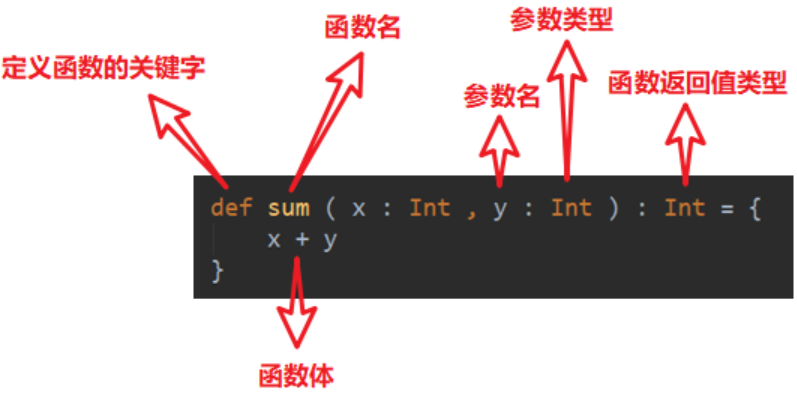 参数类型
函数名
定义函数的关键字
函数返回值类型
参数名
def sum ( x : Int , y : Int ) : Int = {
x + y
}
函数体